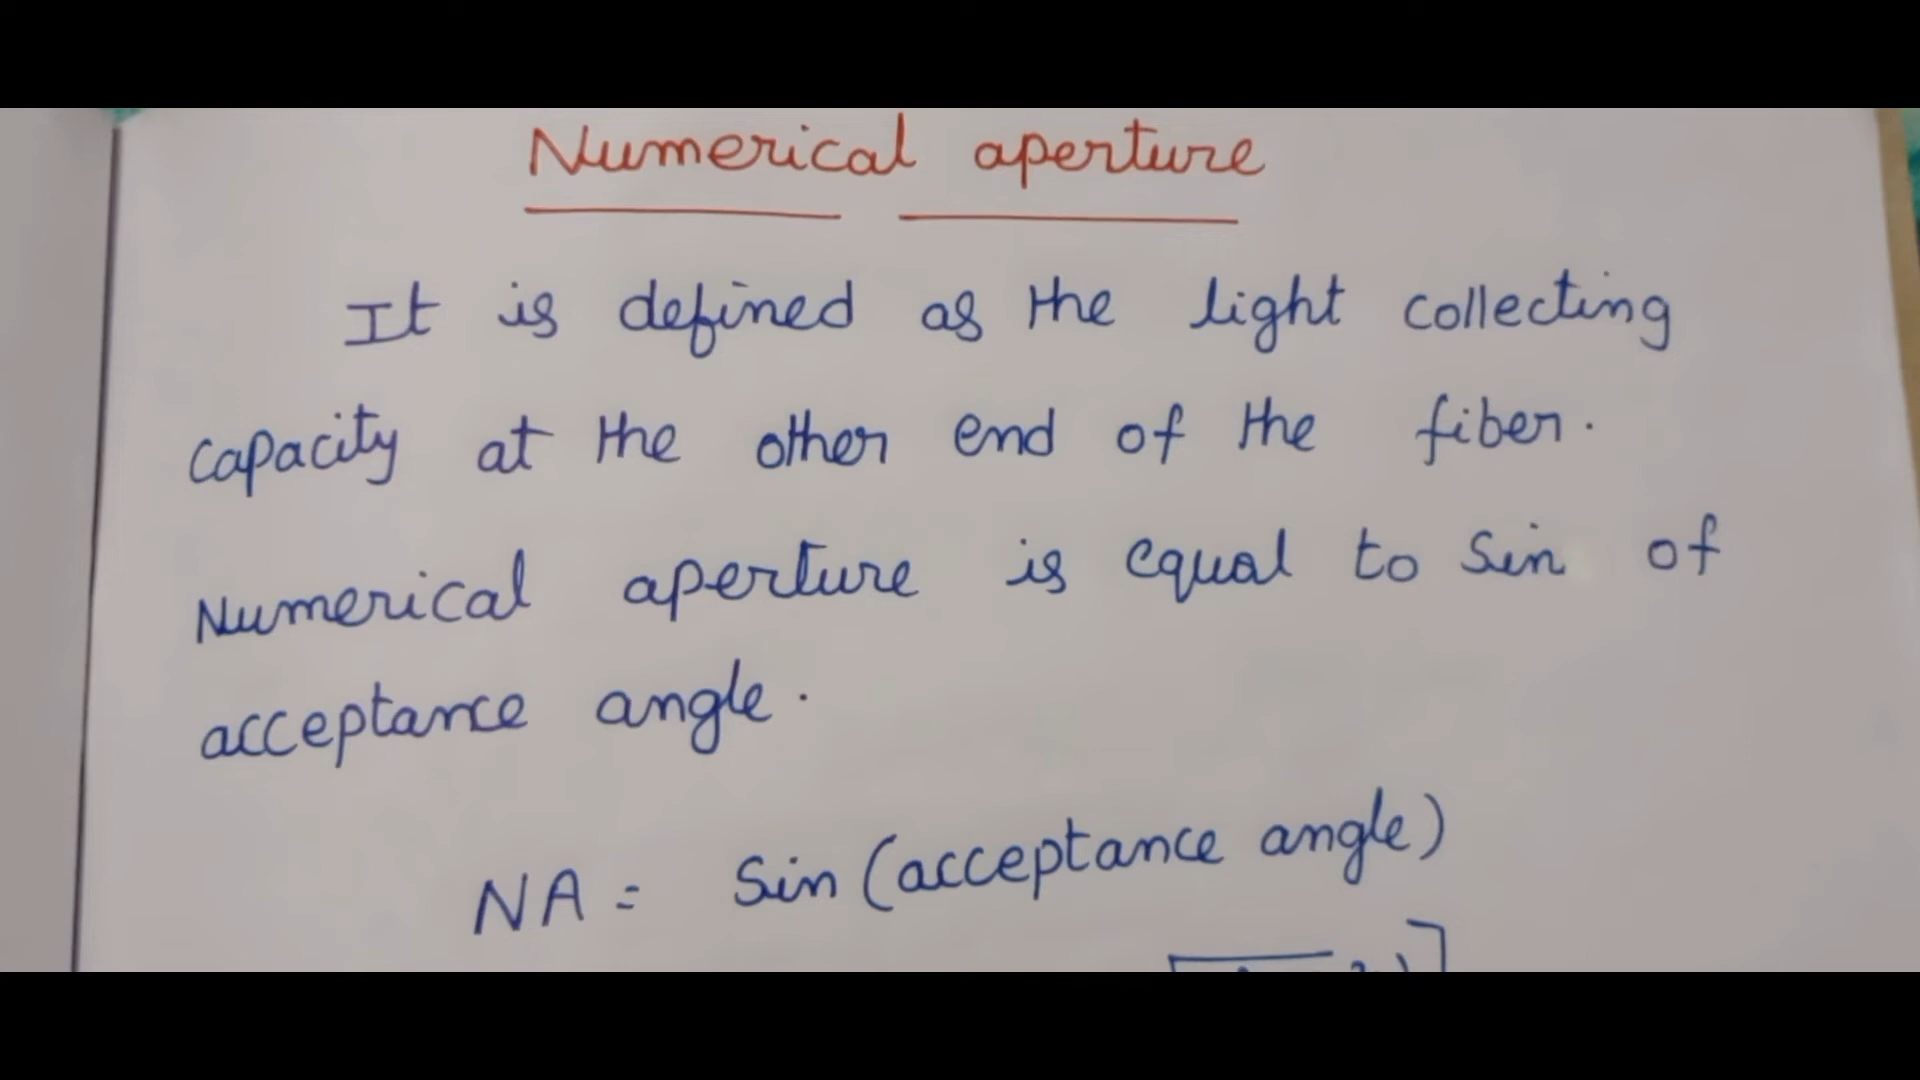 Numerical aperture
It is defined as the light collecting
capacity at the other end of the fiber.
Numerical aperture is equal to Sin of
acceptance angle.
NA = Sin (acceptance angle)